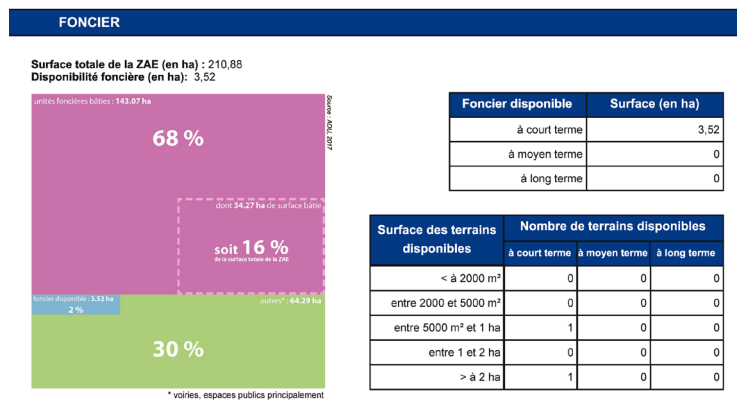 FONCIER
Surface totale de la ZAE (en ha) : 210,88
Disponibilité foncière (en ha): 3,52
unités foncières bâties : 143.07 ha
68 %
dont 34.27 ha de surface bâtie
soit 16 %
de la surface totale de la ZAE
foncier disponible : 3.52 ha
2 %
autres* : 64.29 ha
30 %
* voiries, espaces publics principalement
Source : ADU, 2017
Foncier disponible Surface (en ha)
à court terme 3,52
à moyen terme 0
à long terme 0
Surface des terrains disponibles Nombre de terrains disponibles
à court terme à moyen terme à long terme
< à 2000 m² 0 0 0
entre 2000 et 5000 m² 0 0 0
entre 5000 m² et 1 ha 1 0 0
entre 1 et 2 ha 0 0 0
> à 2 ha 1 0 0